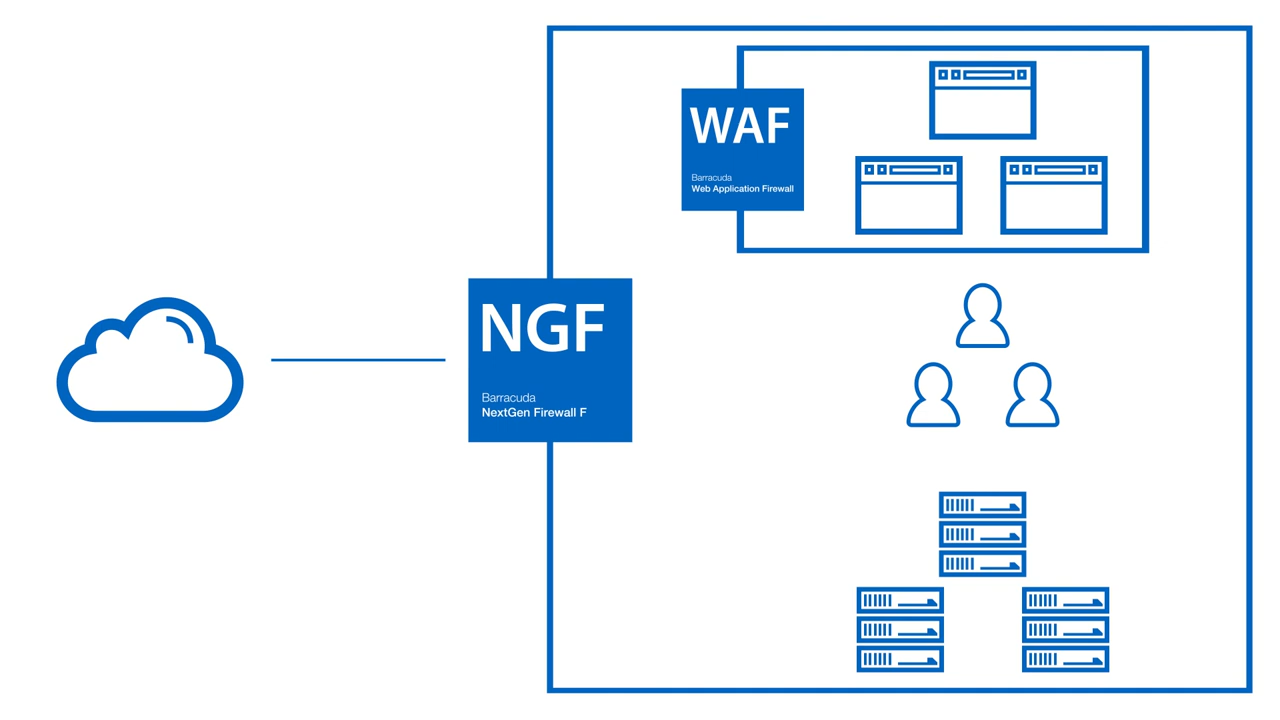 WAF
Barracuda
Web Application Firewall
NGF
Barracuda
NextGen Firewall F